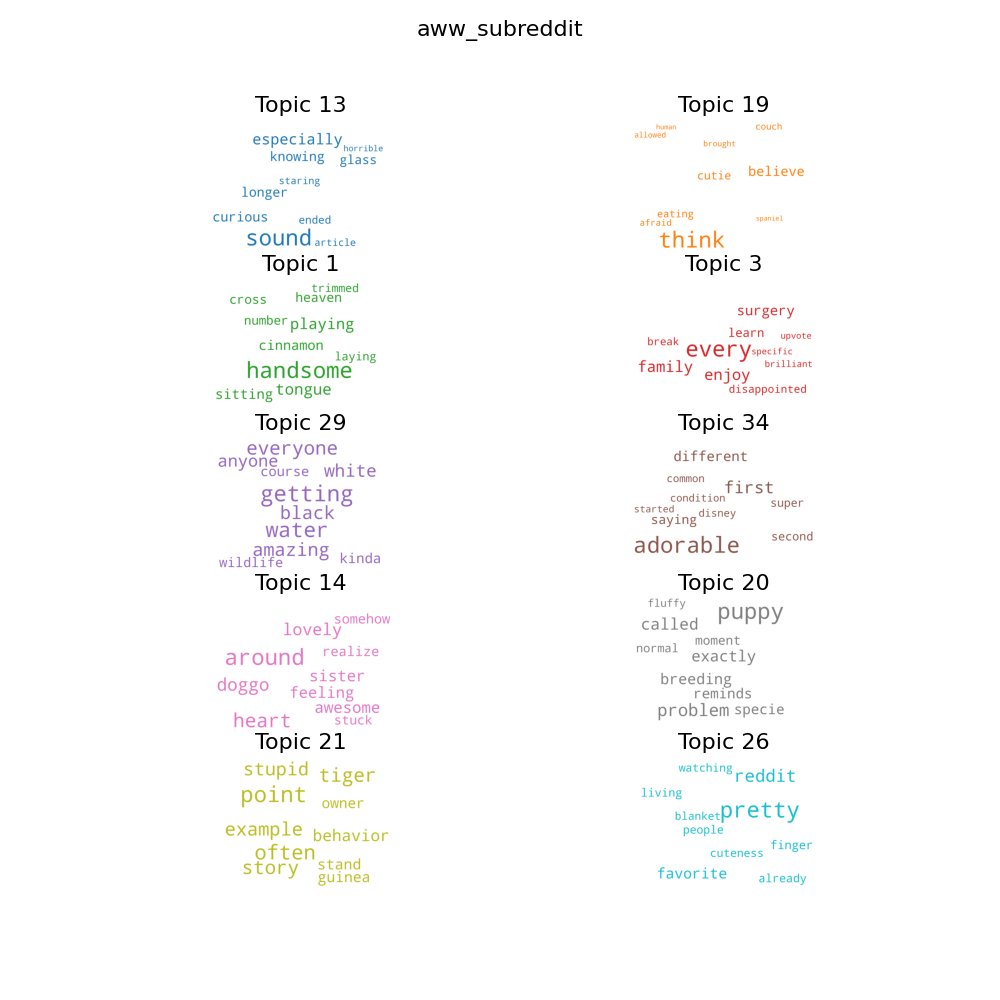 aww_subreddit
Topic 13
especially
horrible
knowing glass
staring
longer
curious ended
sound article
Topic 19
human couch
allowed
brought
cutie believe
eating
afraid spaniel
think
Topic 1
trimmed
cross heaven
number playing
cinnamon
laying
handsome
sitting tongue
Topic 3
surgery
learn upvote
break every specific
family enjoy brilliant
disappointed
Topic 29
everyone
anyone
course white
getting
black
water
amazing
wildlife kinda
Topic 34
different
common
condition first
started disney super
saying
adorable second
Topic 14
somehow
lovely
around realize
doggo sister
feeling
awesome
heart stuck
Topic 20
fluffy puppy
called
normal moment
exactly
breeding
reminds
problem specie
Topic 21
stupid tiger
point owner
example behavior
often
story stand
guinea
Topic 26
watching reddit
living
blanket pretty
people
cuteness finger
favorite already